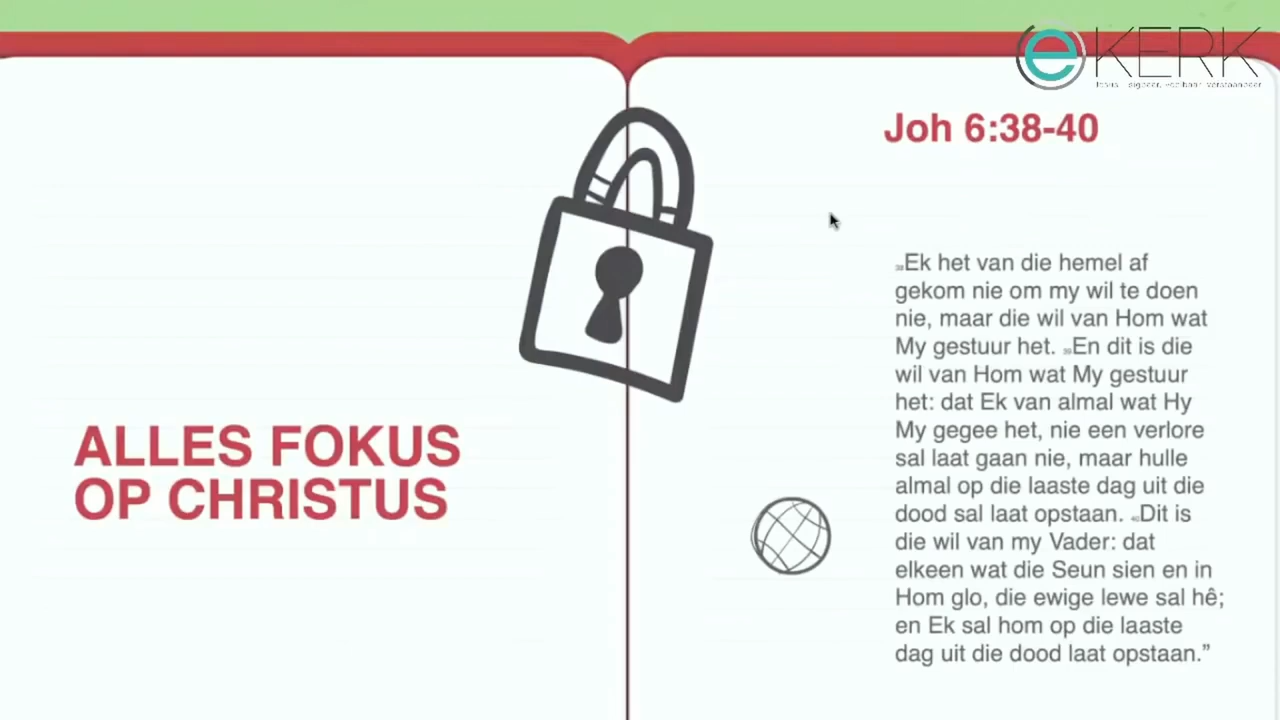 eKERK
Joh 6:38-40
ALLES FOKUS
OP CHRISTUS
38Ek het van die hemel af
gekom nie om my wil te doen
nie, maar die wil van Hom wat
My gestuur het. 39En dit is die
wil van Hom wat My gestuur
het: dat Ek van almal wat Hy
My gegee het, nie een verlore
sal laat gaan nie, maar hulle
almal op die laaste dag uit die
dood sal laat opstaan. 40Dit is
die wil van my Vader: dat
elkeen wat die Seun sien en in
Hom glo, die ewige lewe sal hê;
en Ek sal hom op die laaste
dag uit die dood laat opstaan.”